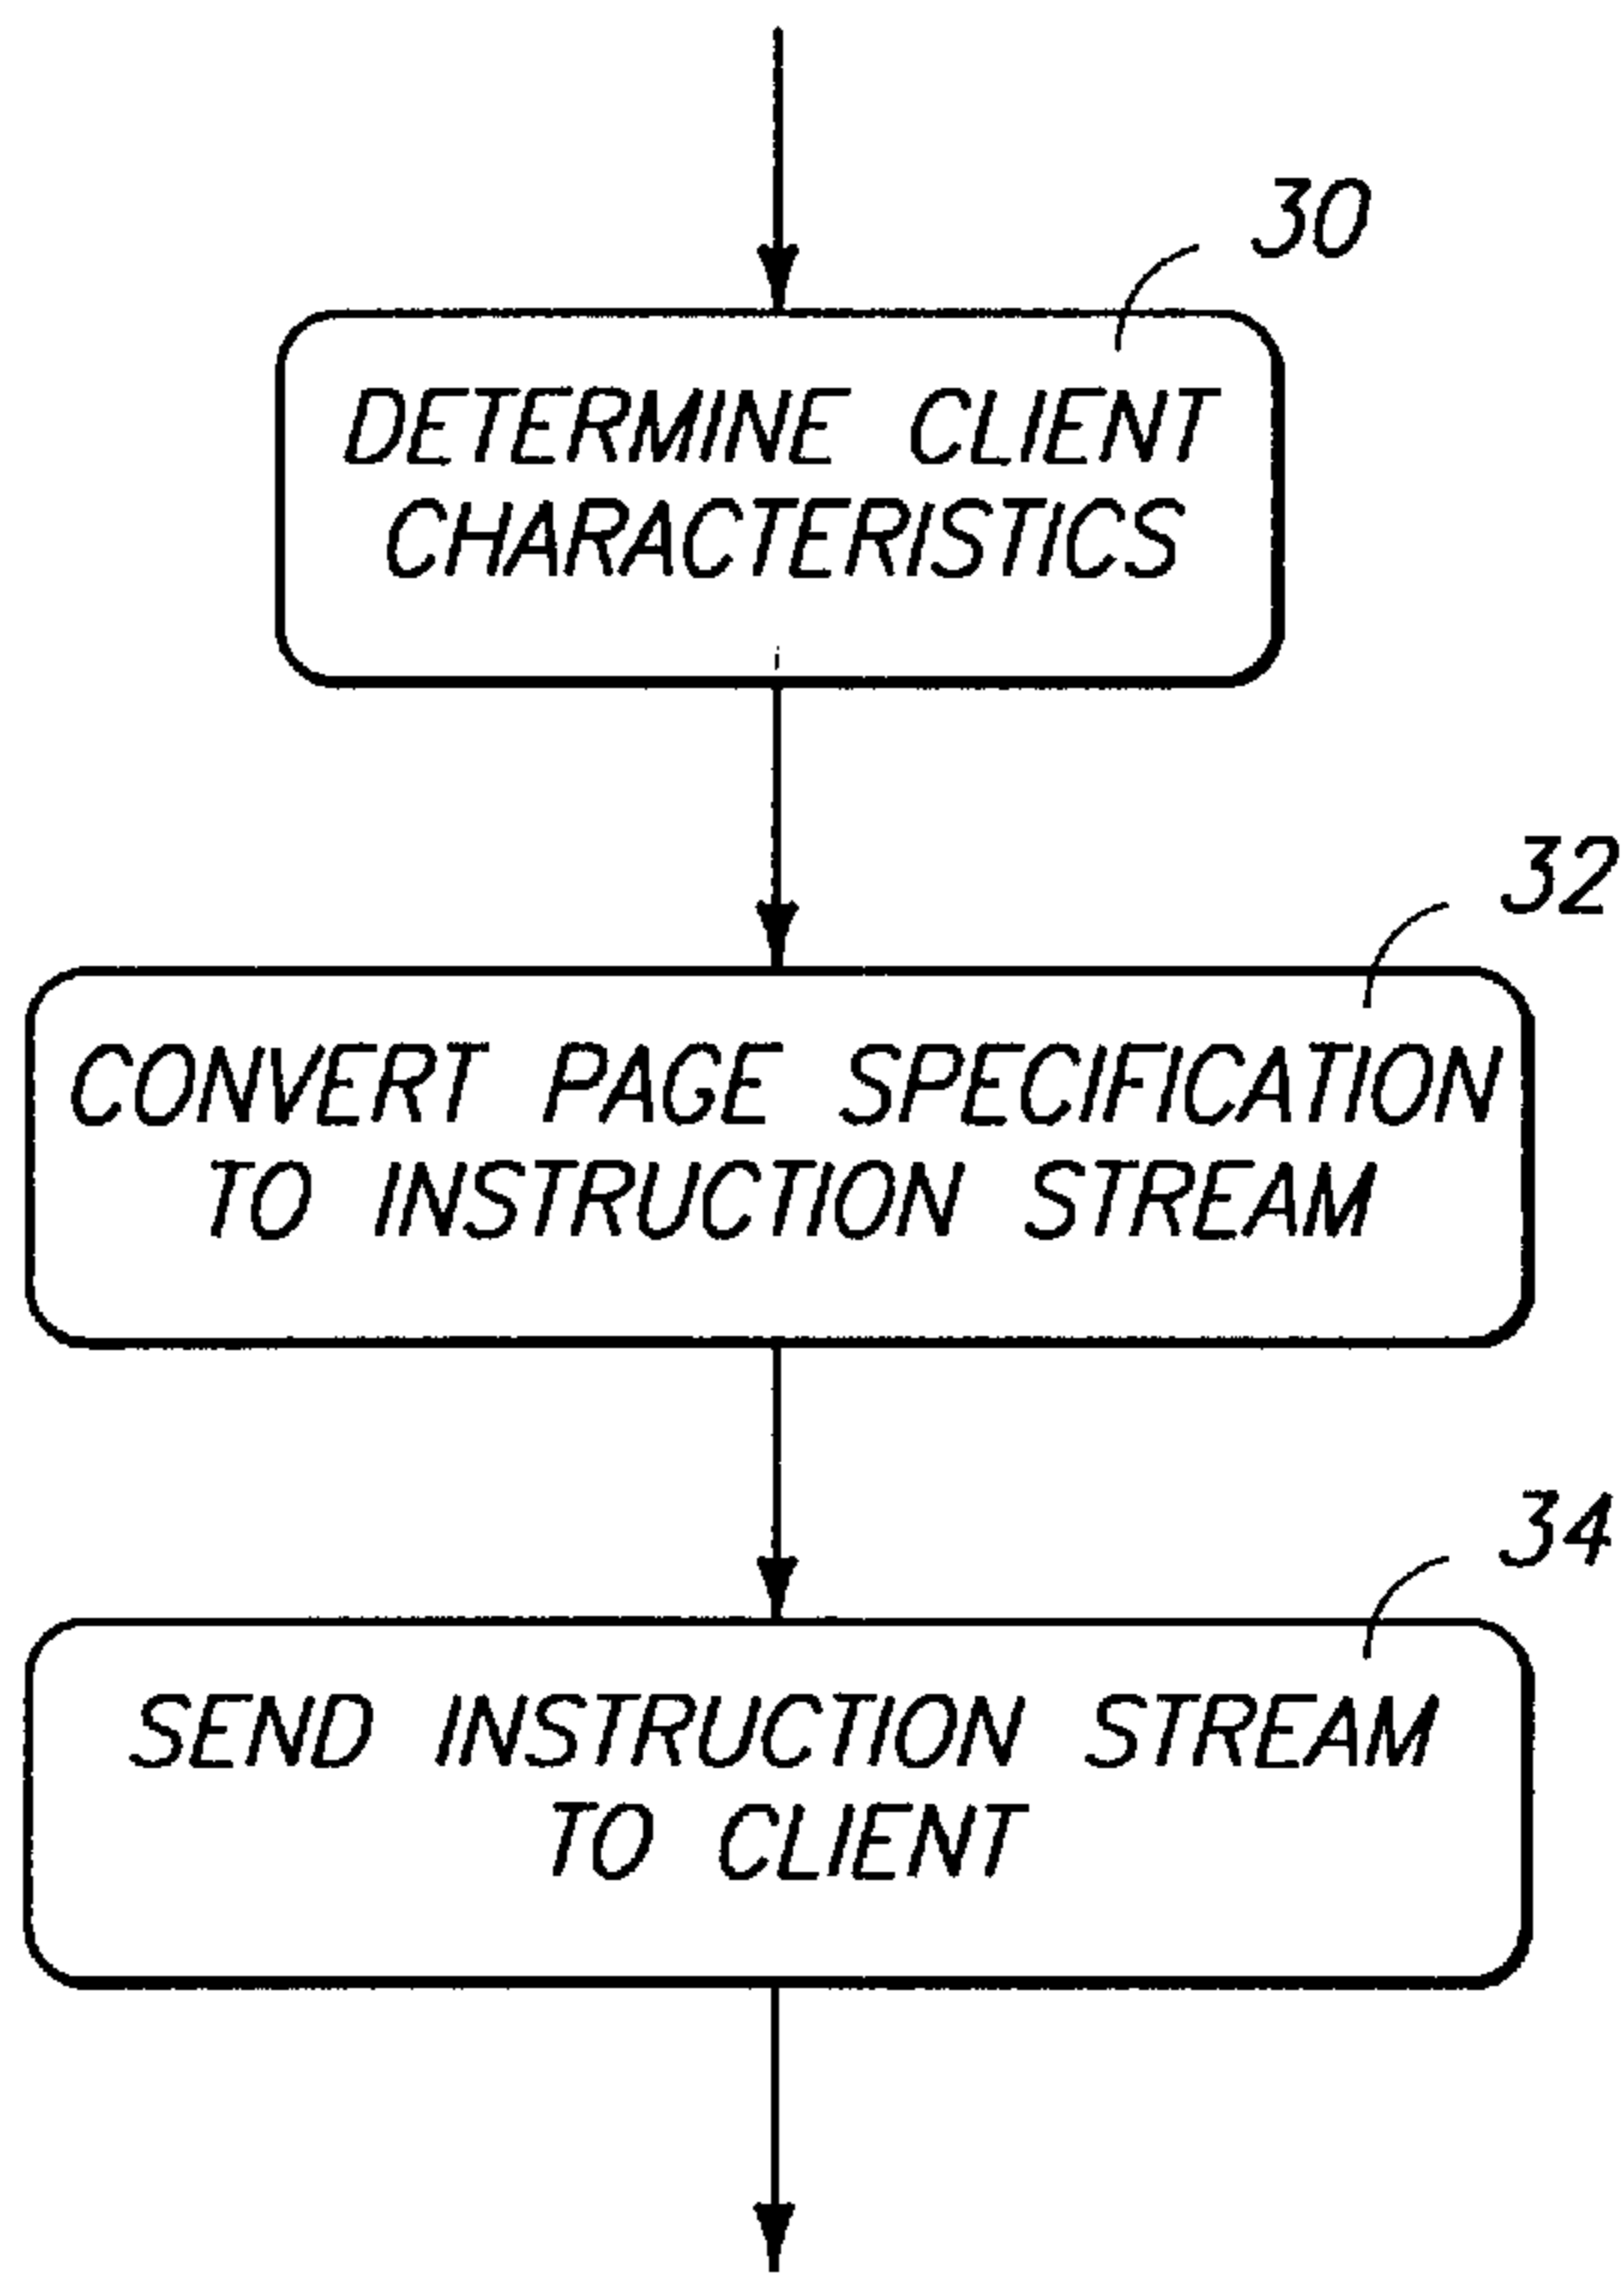 30
DETERMINE CLIENT
CHARACTERISTICS
32
CONVERT PAGE SPECIFICATION
TO INSTRUCTION STREAM
34
SEND INSTRUCTION STREAM
TO CLIENT